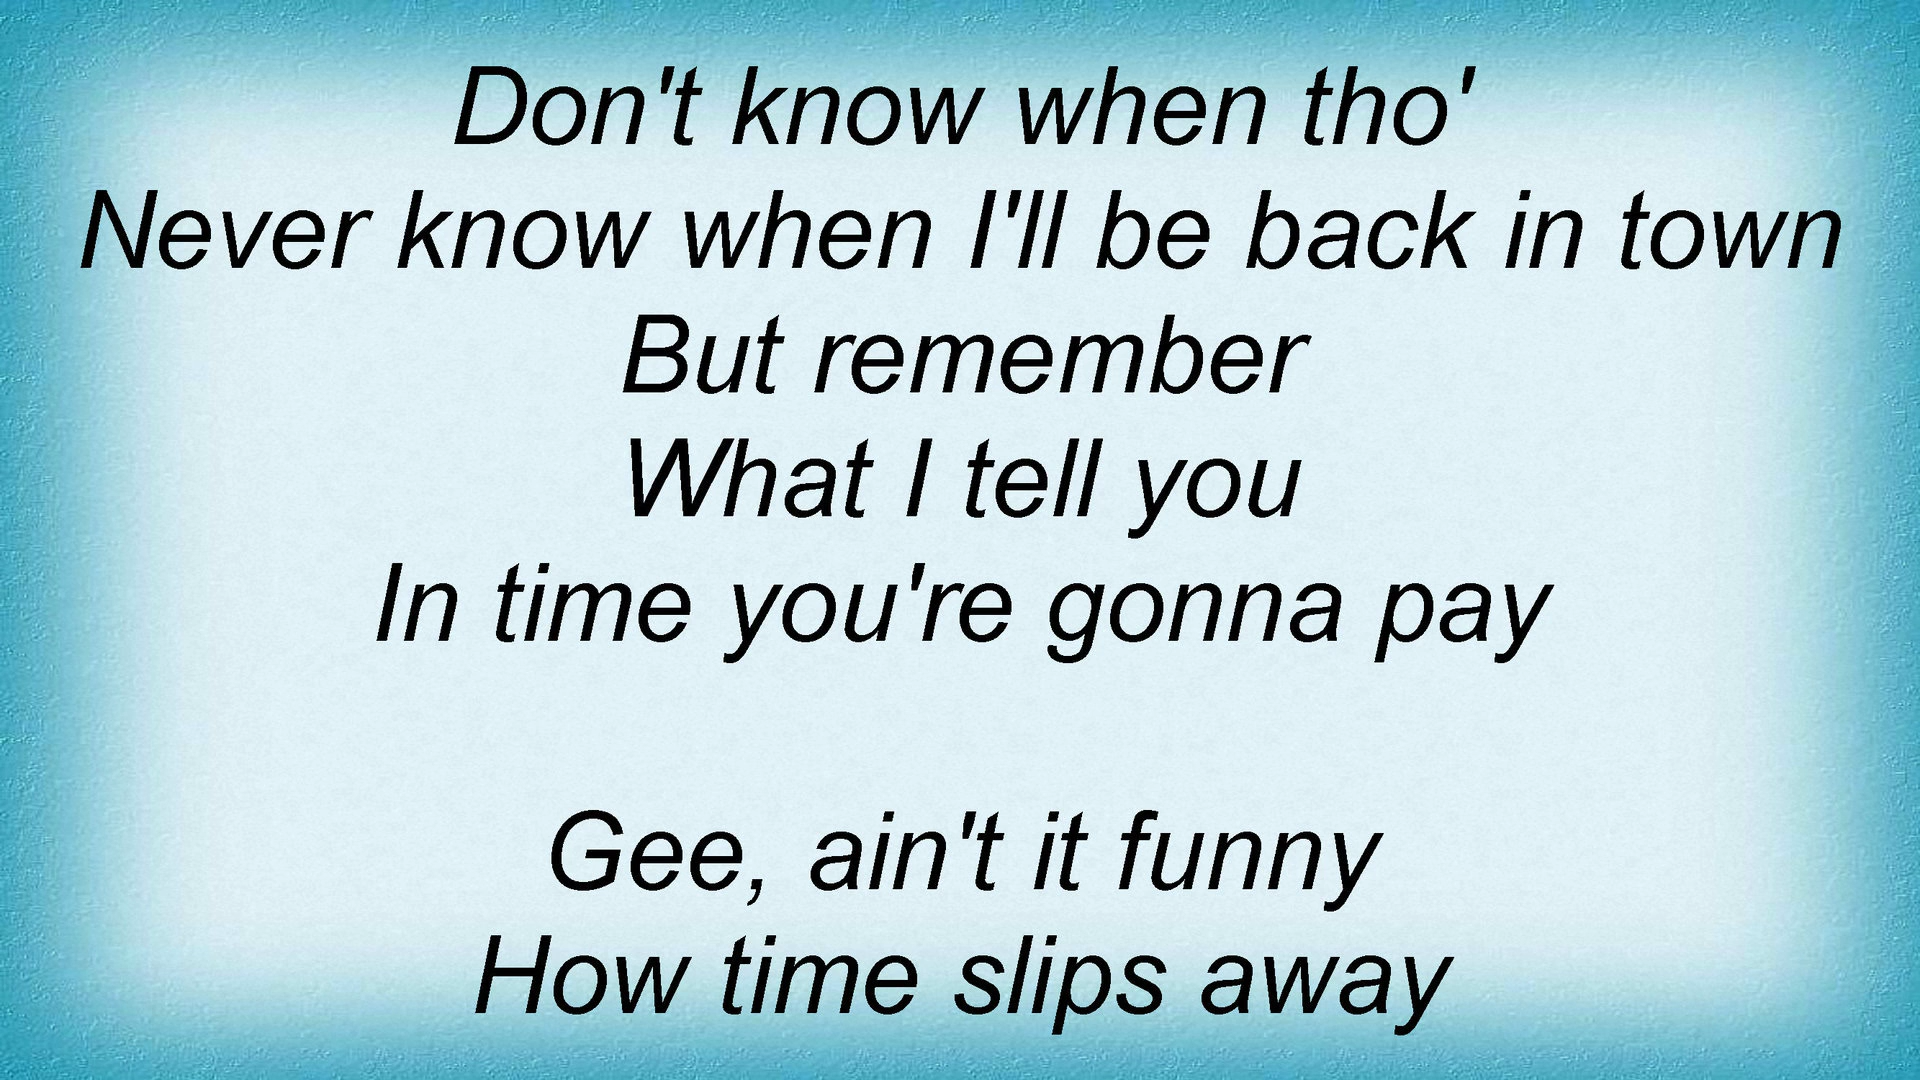 Don't know when tho'
Never know when I'll be back in town
But remember
What I tell you
In time you're gonna pay
Gee, ain't it funny
How time slips away